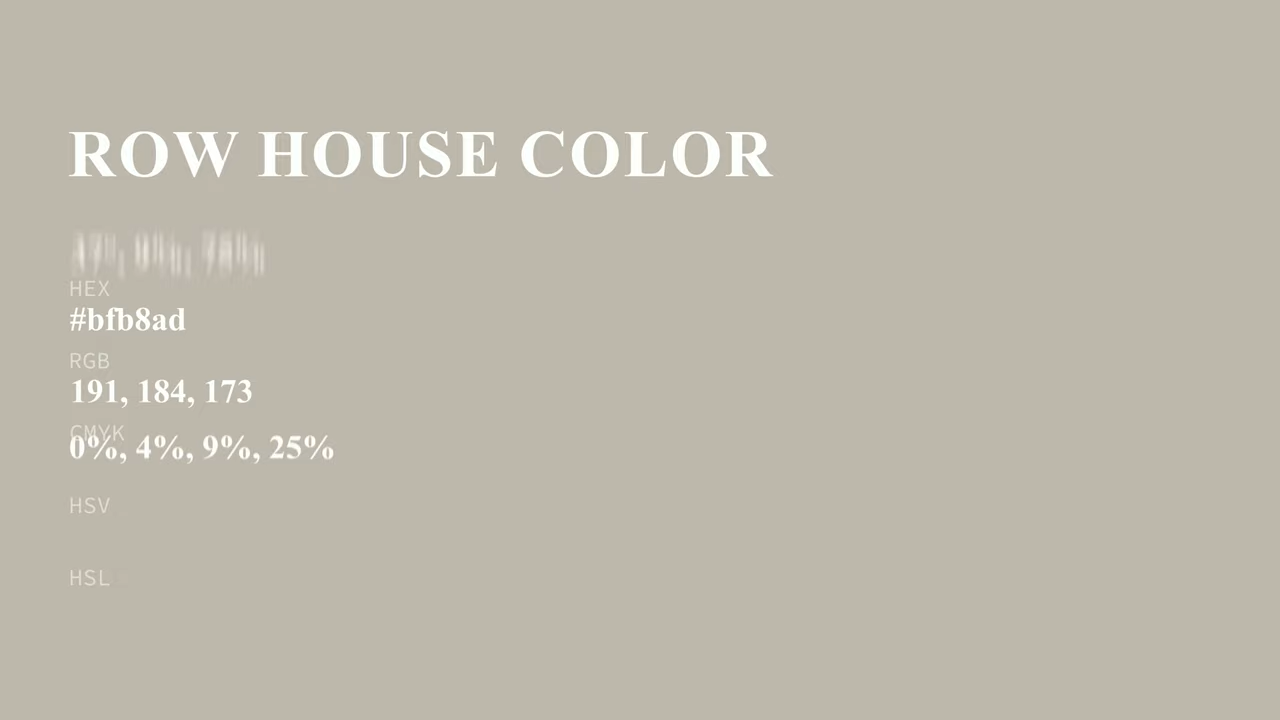 ROW HOUSE COLOR
HEX
#bfb8ad
RGB
191, 184, 173
CMYK
0%, 4%, 9%, 25%
HSV
HSL